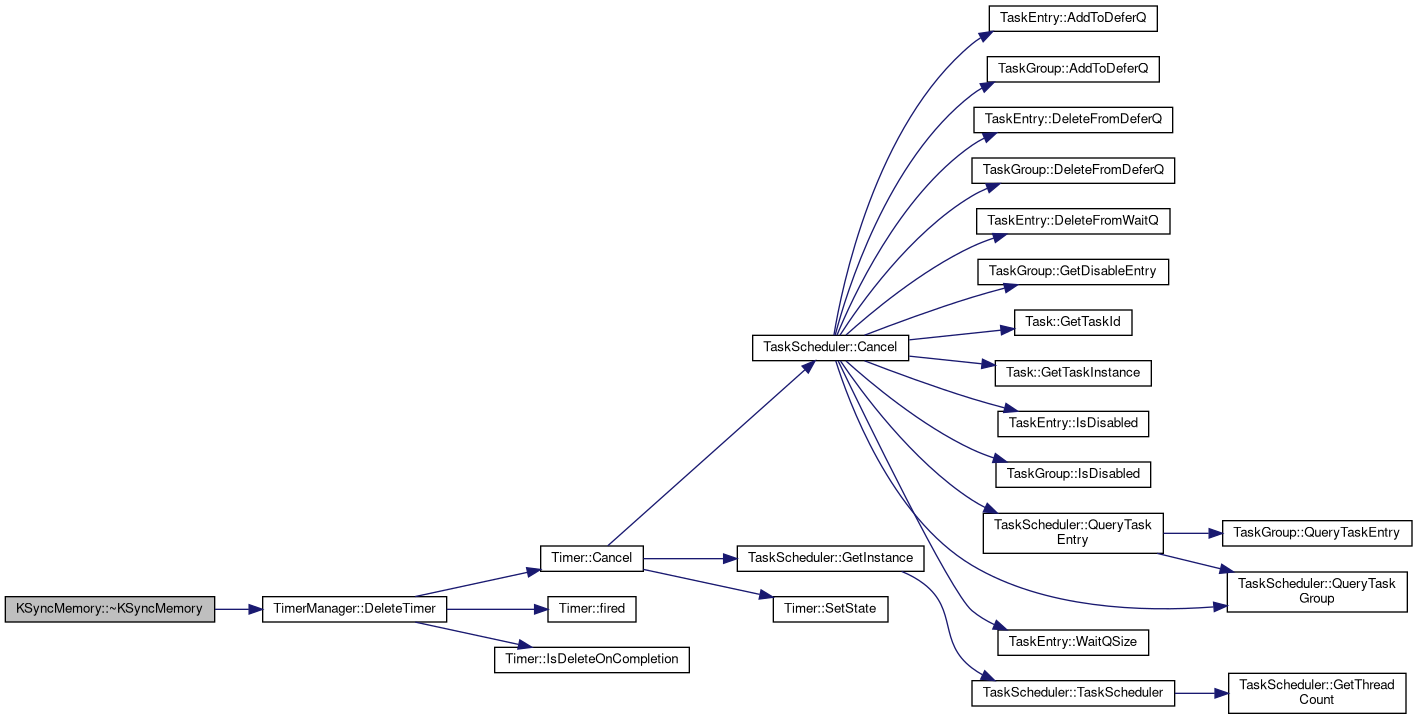 TaskEntry::AddToDeferQ
TaskGroup::AddToDeferQ
TaskEntry::DeleteFromDeferQ
TaskGroup::DeleteFromDeferQ
TaskEntry::DeleteFromWaitQ
TaskGroup::GetDisableEntry
Task::GetTaskId
TaskScheduler::Cancel
Task::GetTaskInstance
TaskEntry::IsDisabled
TaskGroup::IsDisabled
TaskScheduler::QueryTask
Entry
TaskGroup::QueryTaskEntry
Timer::Cancel
TaskScheduler::GetInstance
TaskScheduler::QueryTask
Group
KSyncMemory::~KSyncMemory
TimerManager::DeleteTimer
Timer::fired
Timer::SetState
TaskEntry::WaitQSize
Timer::IsDeleteOnCompletion
TaskScheduler::TaskScheduler
TaskScheduler::GetThread
Count